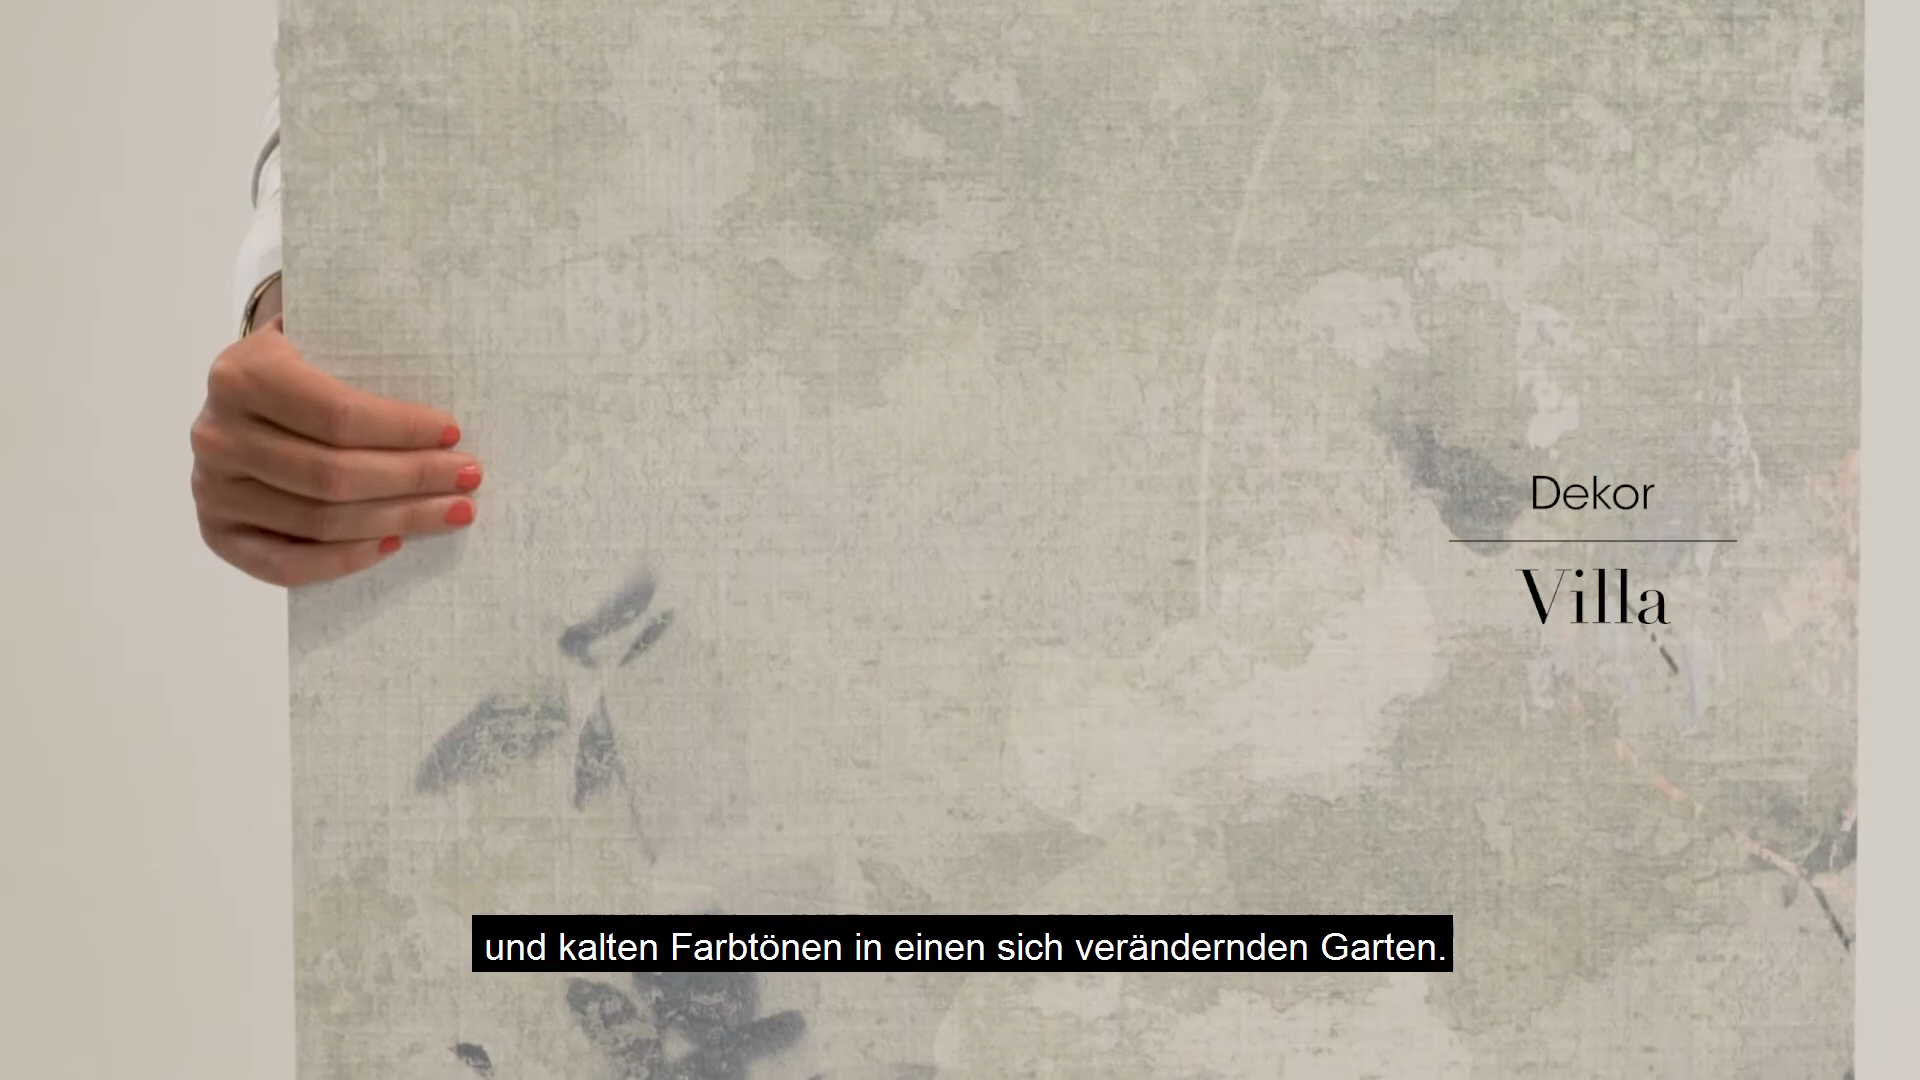 Dekor
Villa
und kalten Farbtönen in einen sich verändernden Garten.